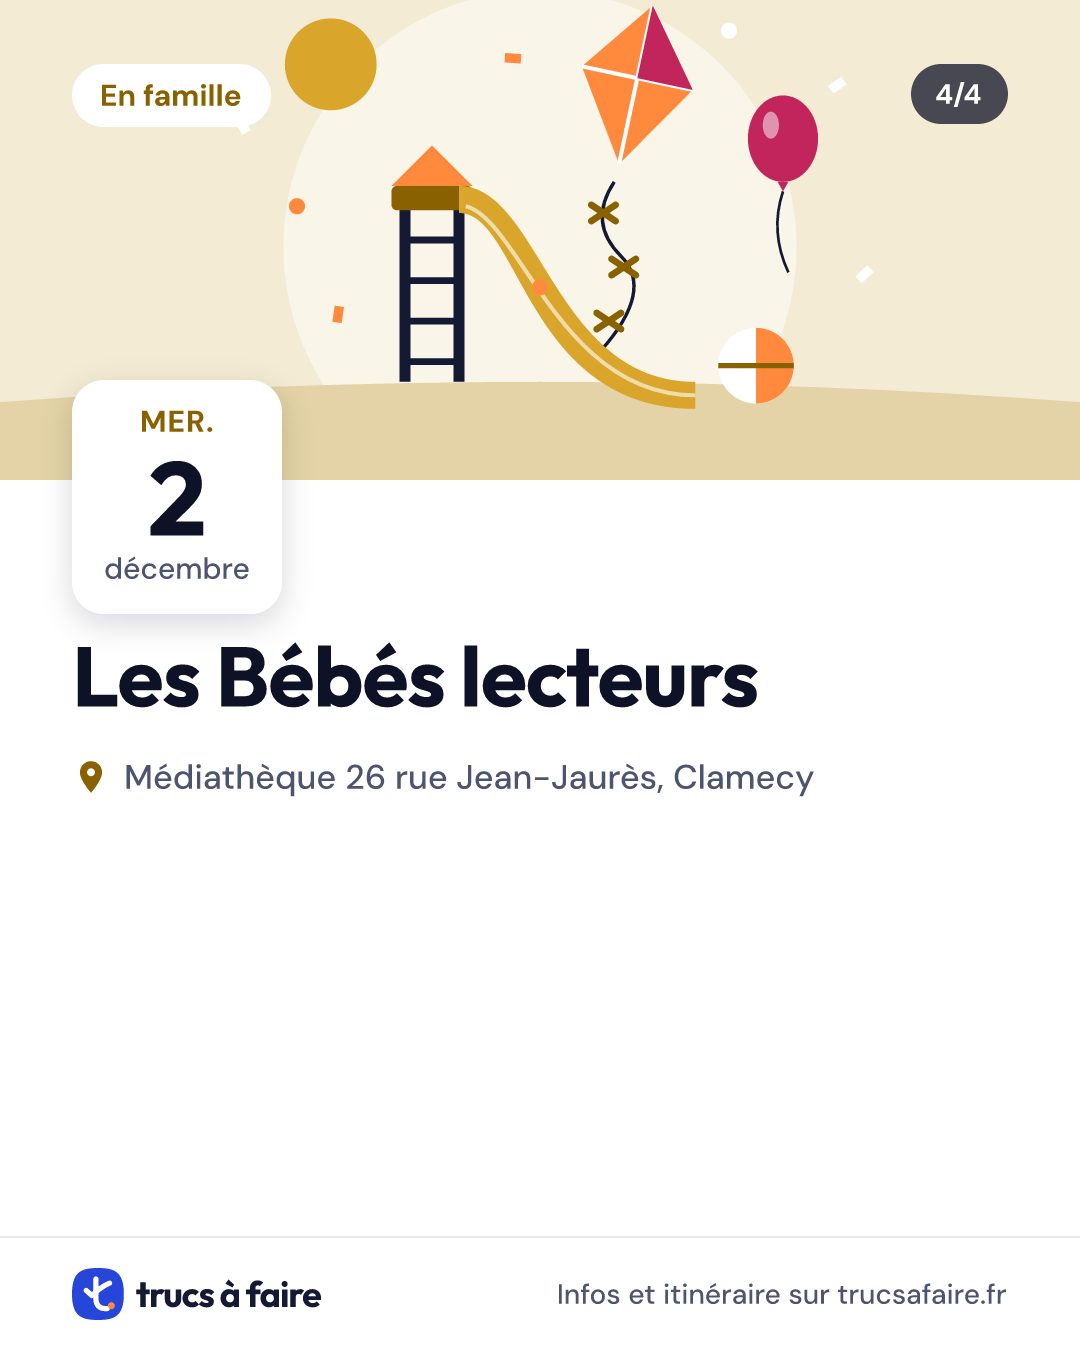 En famille
4/4
MER.
2
décembre
Les Bébés lecteurs
Médiathèque 26 rue Jean-Jaurès, Clamecy
trucs à faire
Infos et itinéraire sur trucsafaire.fr